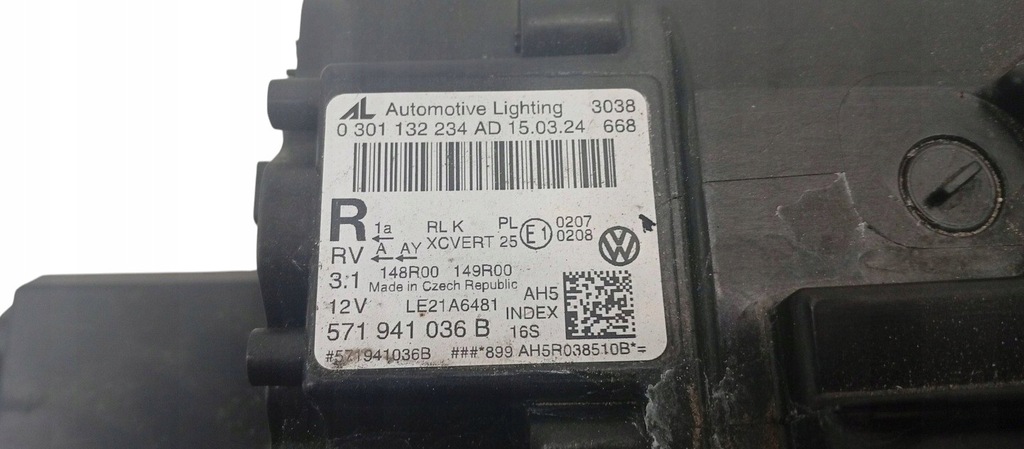 AL Automotive Lighting 3038
0 301 132 234 AD 15.03.24 668
R 1a RL K PL E1 0207
RV A AY XCVERT 25 0208
3.1 148R00 149R00
Made in Czech Republic
12V LE21A6481 AH5
INDEX
571 941 036 B 16S
#571941036B ###*899 AH5R038510B*=